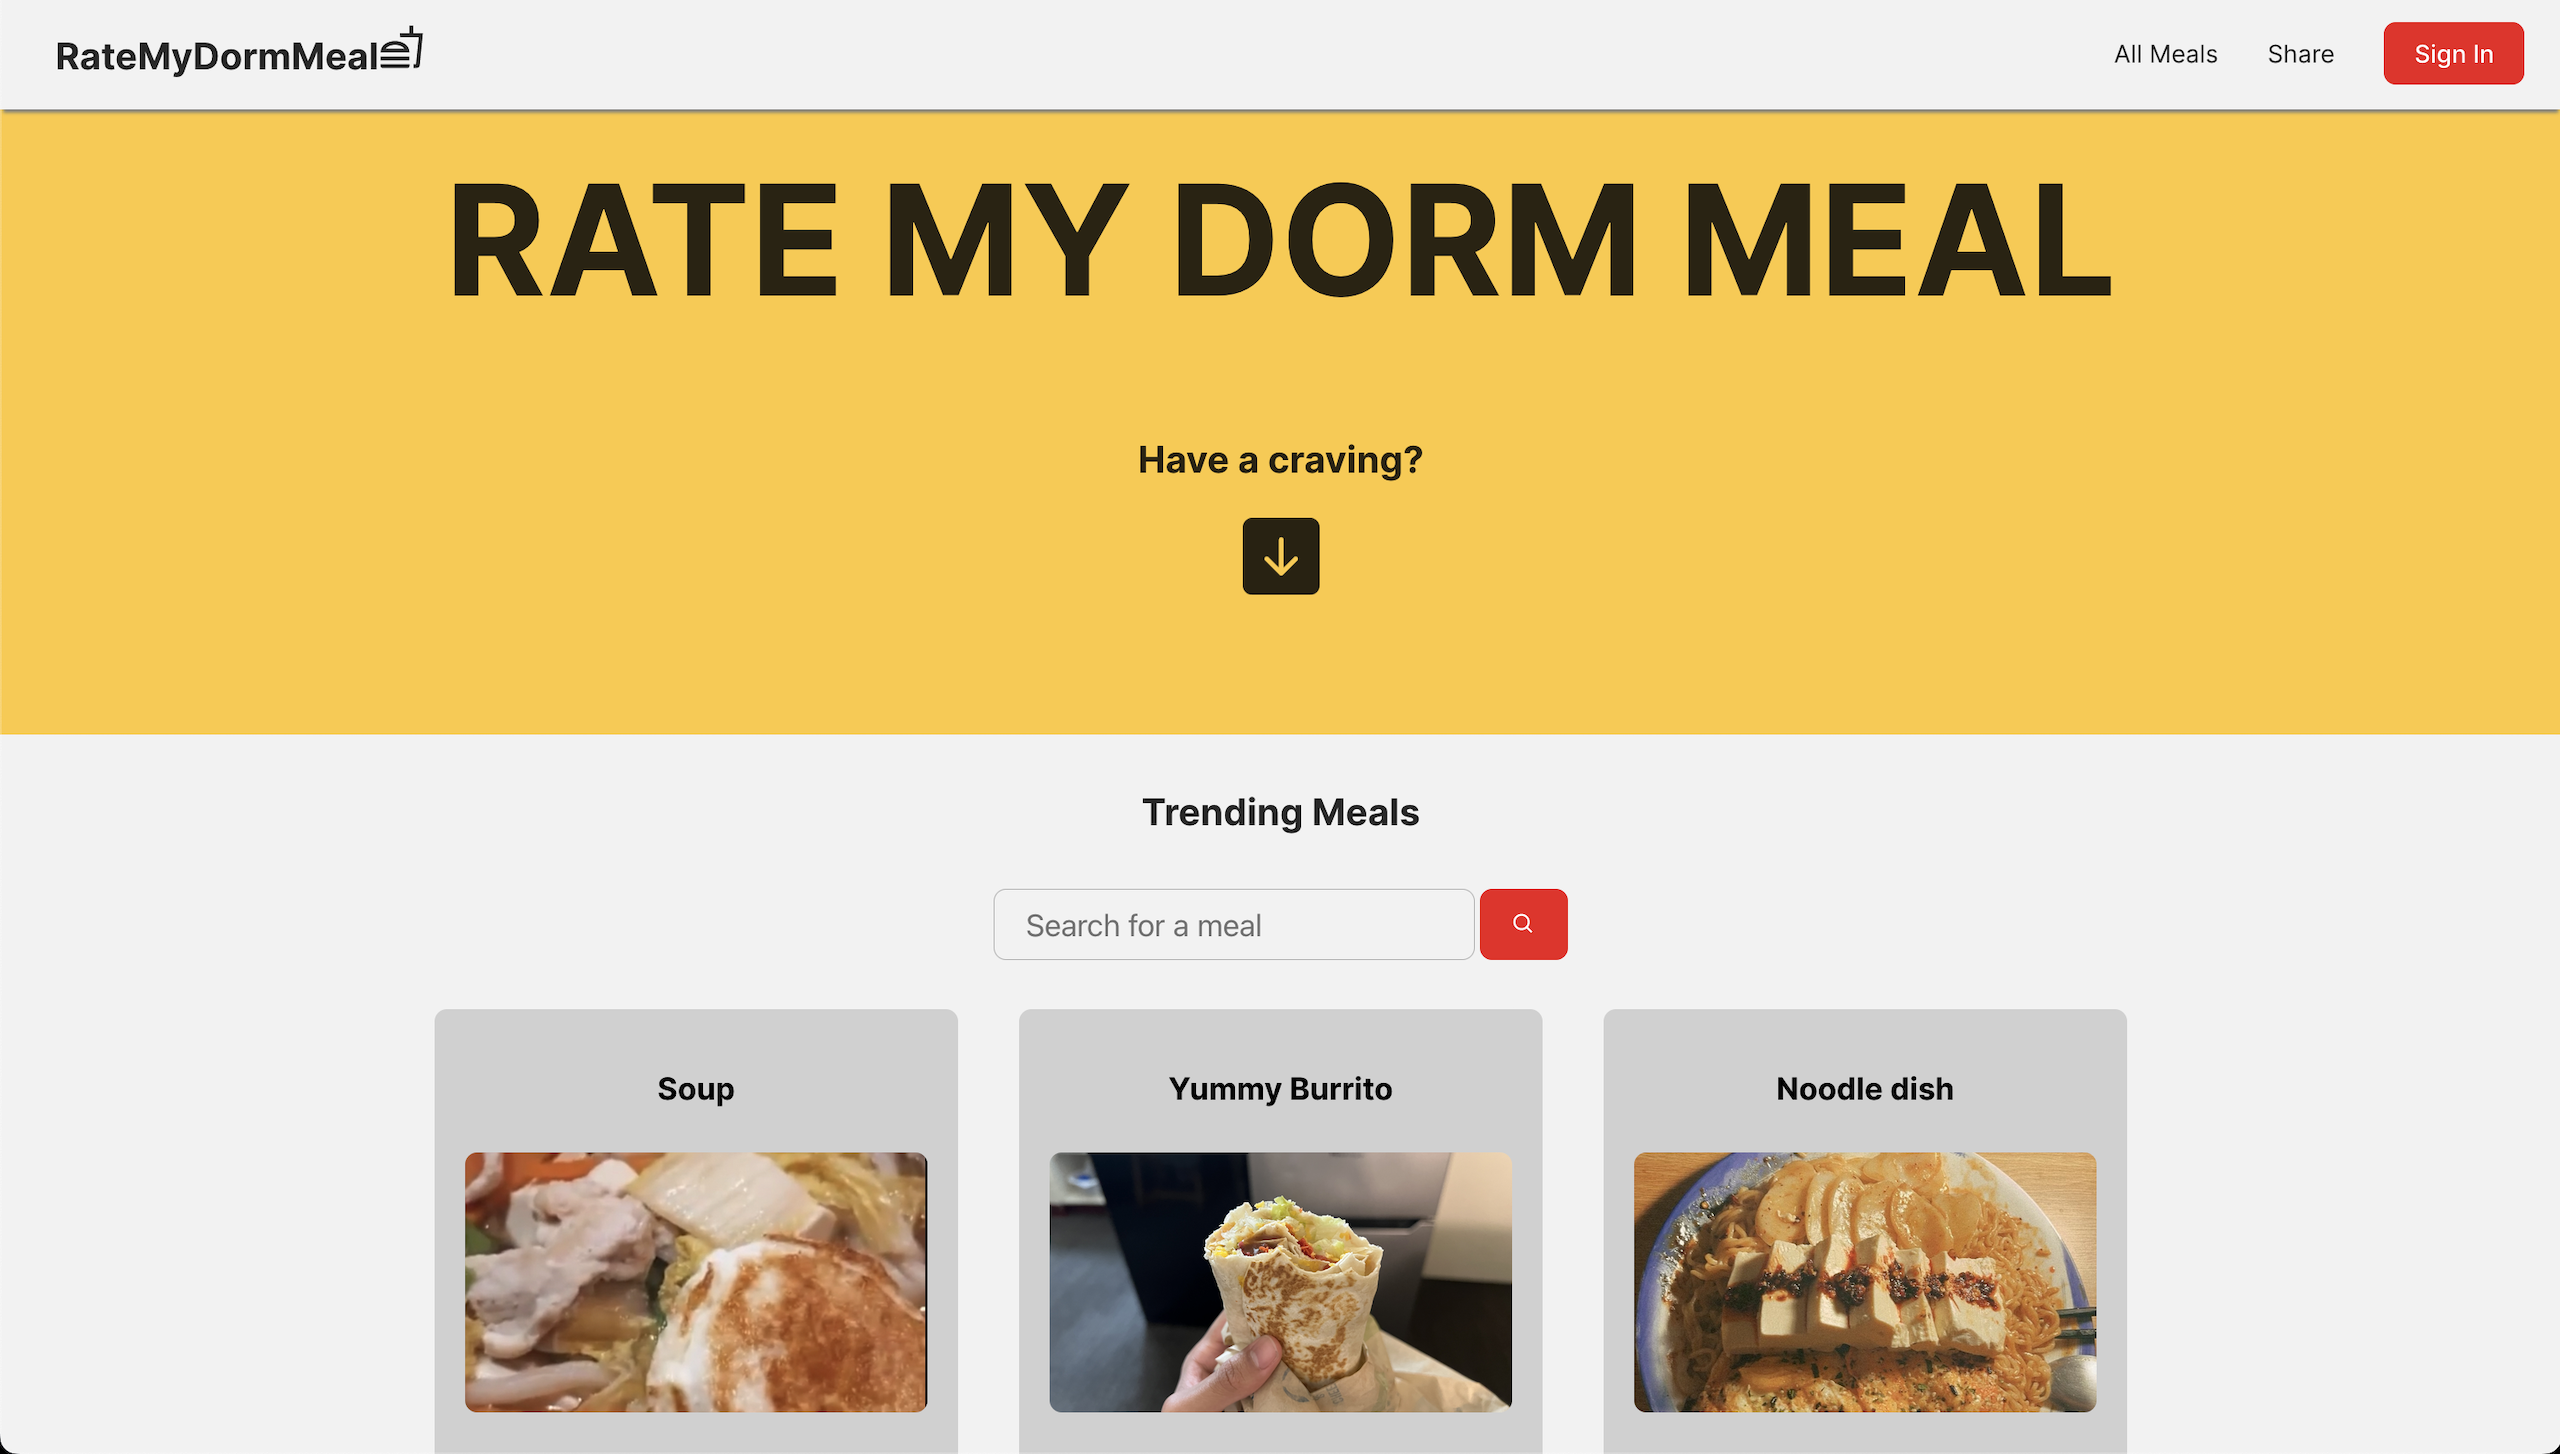 RateMyDormMeal
All Meals
Share
Sign In
RATE MY DORM MEAL
Have a craving?
Trending Meals
Search for a meal
Soup
Yummy Burrito
Noodle dish